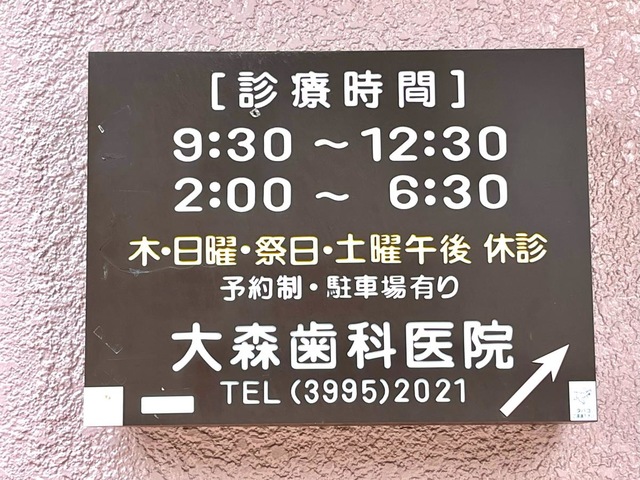 [診療時間]
9:30 ～ 12:30
2:00 ～ 6:30
木・日曜・祭日・土曜午後 休診
予約制・駐車場有り
大森歯科医院
TEL(3995)2021